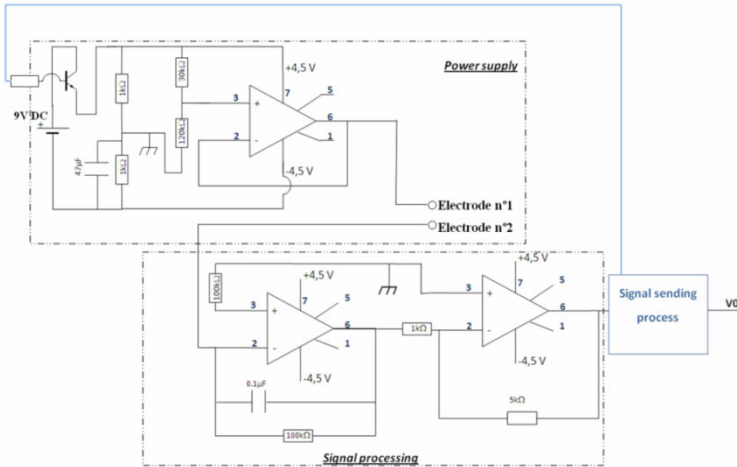 Power supply
+4,5 V
7
5
3
+
6
2
-
1
-4,5 V
1kΩ
30kΩ
120kΩ
1kΩ
47µF
9V DC
+
Electrode n°1
Electrode n°2
100kΩ
+4,5 V
7
5
3
+
6
2
-
1
-4,5 V
0.1µF
100kΩ
1kΩ
+4,5 V
7
5
3
+
6
2
-
1
-4,5 V
5kΩ
Signal sending
process
V0
Signal processing